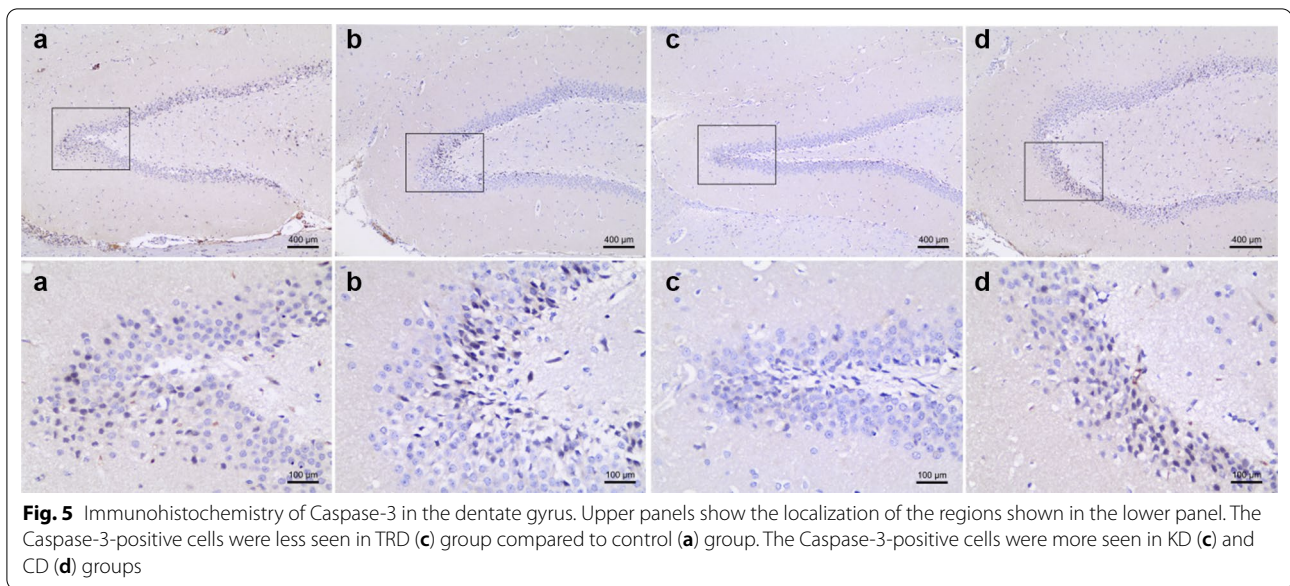 a b c d
400 µm 400 µm 400 µm 400 µm
a b c d
100 µm 100 µm 100 µm 100 µm
Fig. 5 Immunohistochemistry of Caspase-3 in the dentate gyrus. Upper panels show the localization of the regions shown in the lower panel. The
Caspase-3-positive cells were less seen in TRD (c) group compared to control (a) group. The Caspase-3-positive cells were more seen in KD (c) and
CD (d) groups